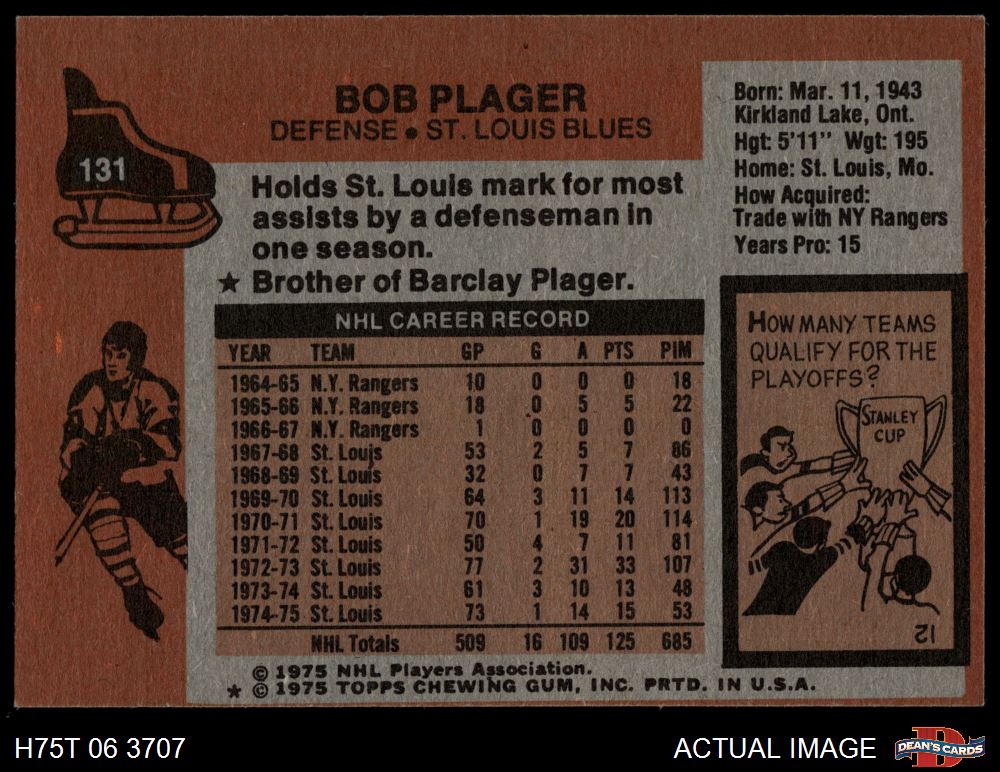 BOB PLAGER
DEFENSE • ST. LOUIS BLUES
131
Holds St. Louis mark for most
assists by a defenseman in
one season.
★ Brother of Barclay Plager.
Born: Mar. 11, 1943
Kirkland Lake, Ont.
Hgt: 5'11" Wgt: 195
Home: St. Louis, Mo.
How Acquired:
Trade with NY Rangers
Years Pro: 15
NHL CAREER RECORD
YEAR TEAM GP G A PTS PIM
1964-65 N.Y. Rangers 10 0 0 0 18
1965-66 N.Y. Rangers 18 0 5 5 22
1966-67 N.Y. Rangers 1 0 0 0 0
1967-68 St. Louis 53 2 5 7 86
1968-69 St. Louis 32 0 7 7 43
1969-70 St. Louis 64 3 11 14 113
1970-71 St. Louis 70 1 19 20 114
1971-72 St. Louis 50 4 7 11 81
1972-73 St. Louis 77 2 31 33 107
1973-74 St. Louis 61 3 10 13 48
1974-75 St. Louis 73 1 14 15 53
NHL Totals 509 16 109 125 685
HOW MANY TEAMS
QUALIFY FOR THE
PLAYOFFS?
STANLEY
CUP
12
© 1975 NHL Players Association.
★ © 1975 TOPPS CHEWING GUM, INC. PRTD. IN U.S.A.
H75T 06 3707
ACTUAL IMAGE
D
DEAN'S CARDS